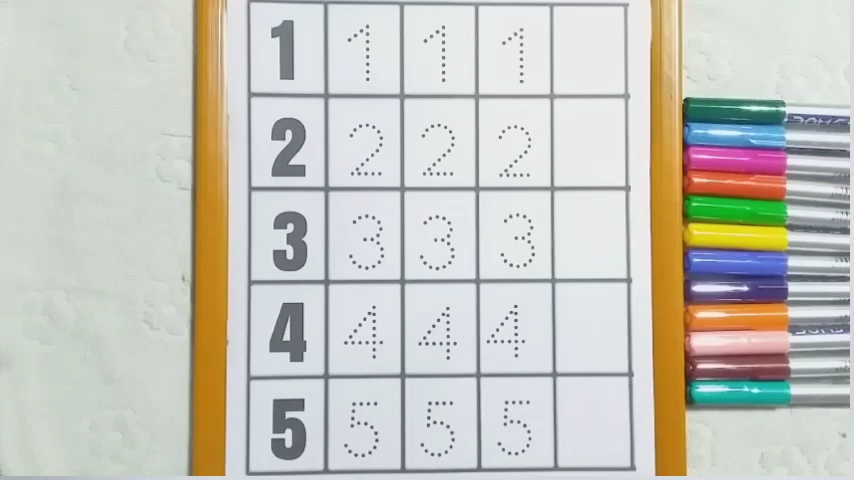 1 1 1 1
2 2 2 2
3 3 3 3
4 4 4 4
5 5 5 5